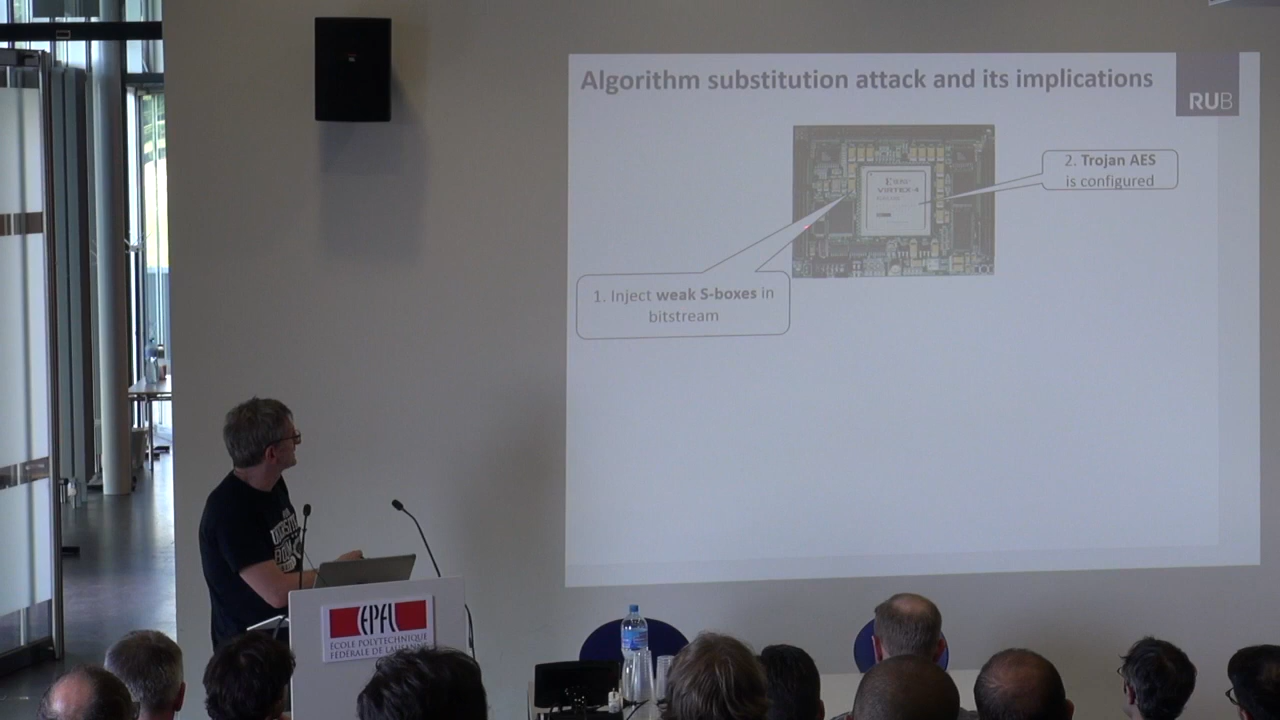 Algorithm substitution attack and its implications
RUB
2. Trojan AES
is configured
VIRTEX-4
1. Inject weak S-boxes in
bitstream
EPFL
ÉCOLE POLYTECHNIQUE
FÉDÉRALE DE LAUSANNE